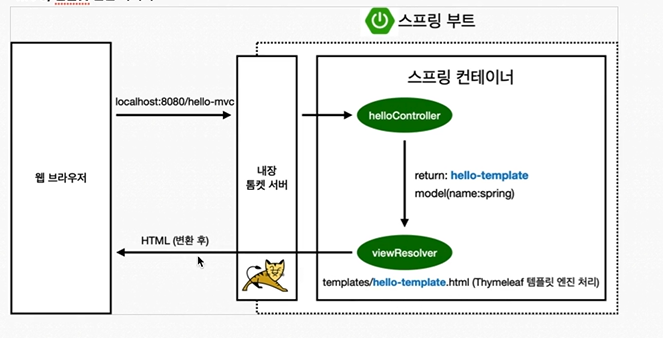 스프링 부트
스프링 컨테이너
localhost:8080/hello-mvc
helloController
웹 브라우저
내장
톰켓 서버
return: hello-template
model(name:spring)
HTML (변환 후)
viewResolver
templates/hello-template.html (Thymeleaf 템플릿 엔진 처리)